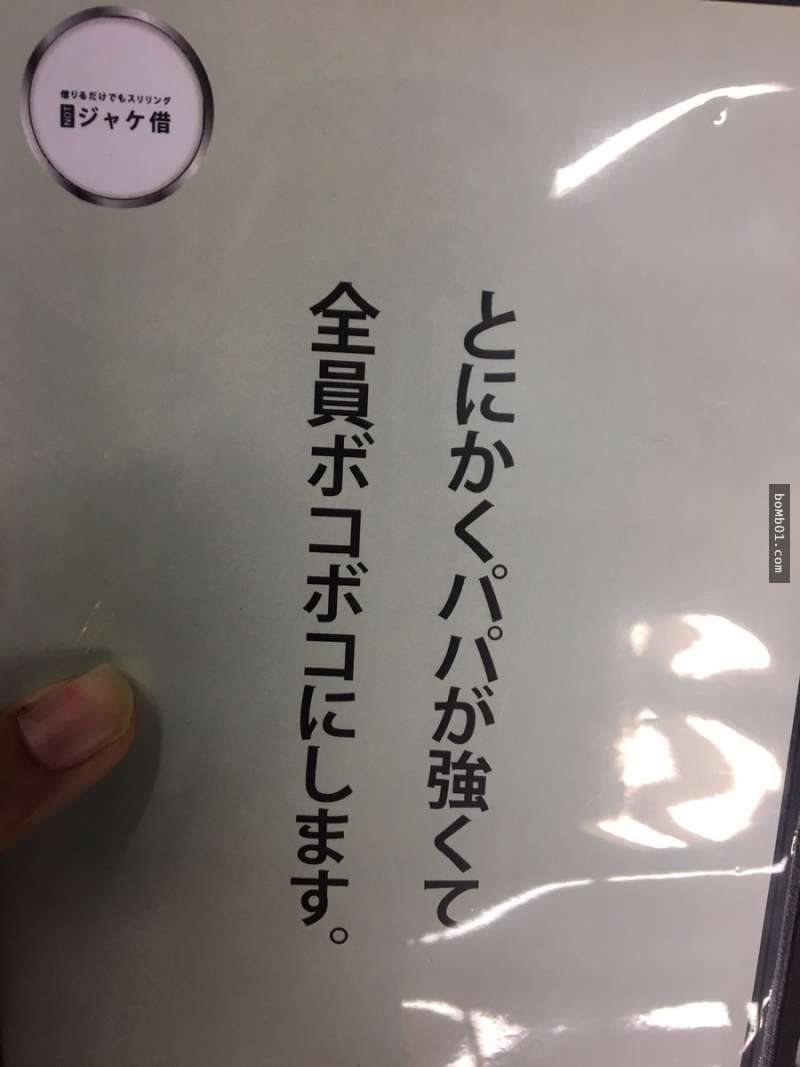 借りるだけでもスリリング
NOT ジャケ借
とにかくパパが強くて
全員ボコボコにします。
boMb01.com